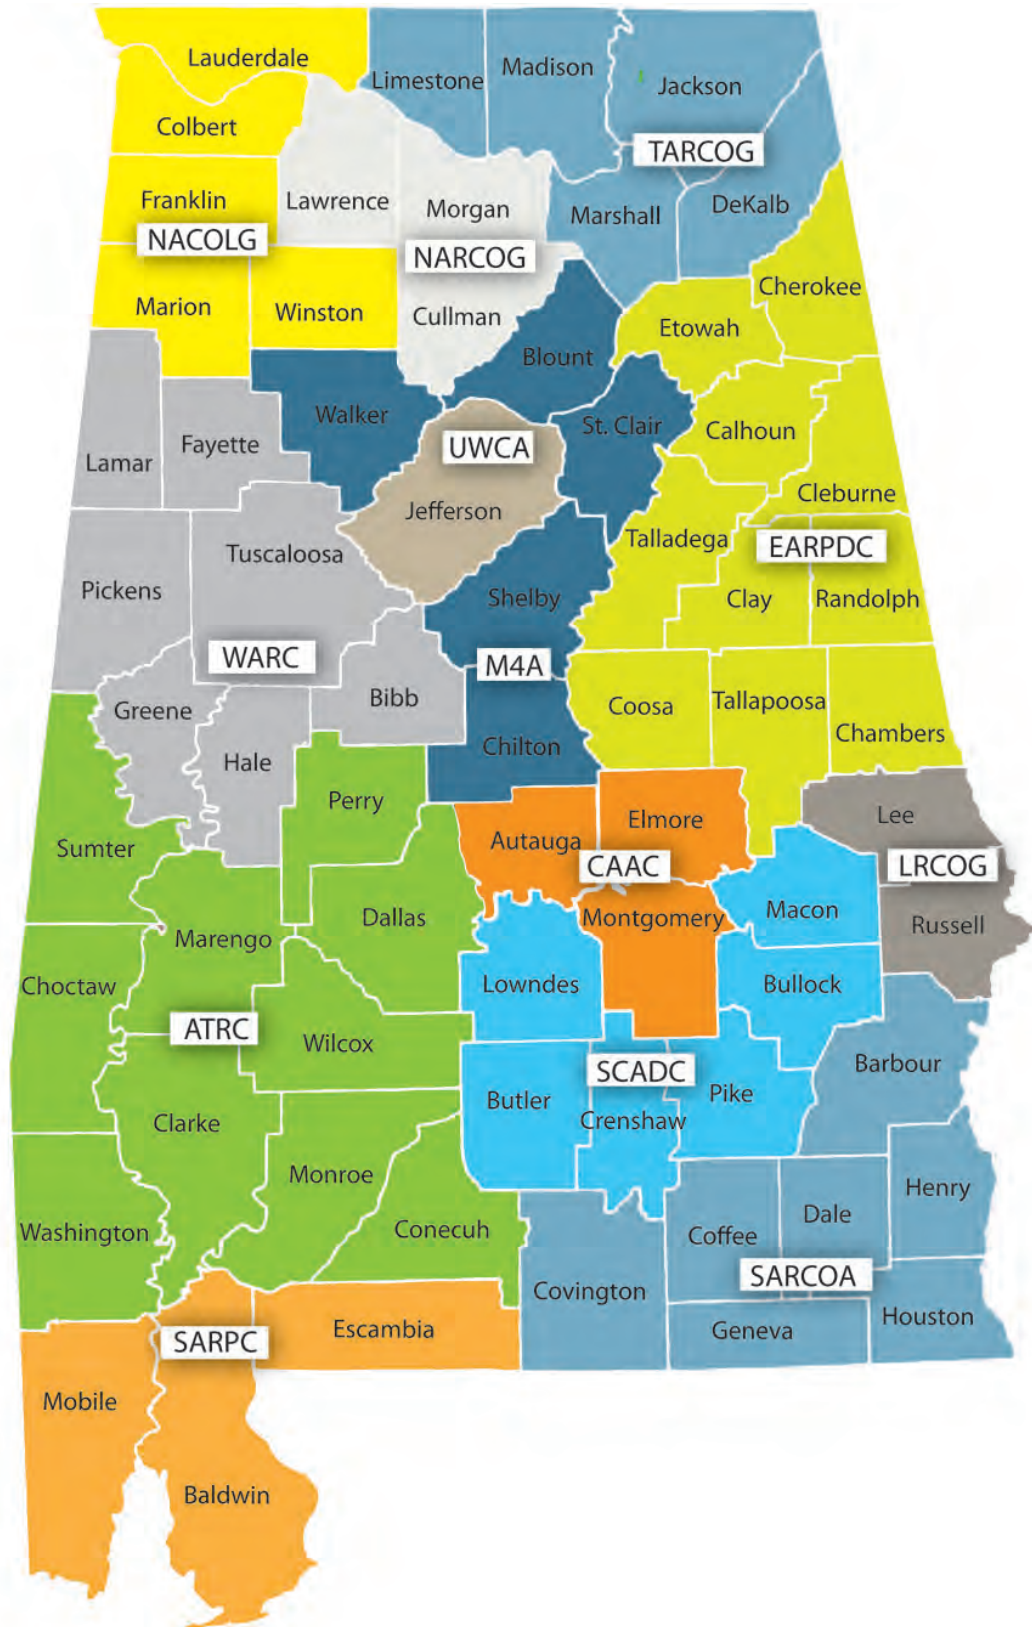 Lauderdale
Limestone
Madison
Jackson
Colbert
TARCOG
Franklin
Lawrence
Morgan
Marshall
DeKalb
NACOLG
NARCOG
Marion
Winston
Cullman
Cherokee
Etowah
Blount
Walker
St. Clair
Calhoun
Fayette
UWCA
Lamar
Jefferson
Cleburne
Talladega
EARPDC
Tuscaloosa
Pickens
Shelby
Clay
Randolph
WARC
M4A
Greene
Bibb
Coosa
Tallapoosa
Chambers
Hale
Chilton
Perry
Elmore
Lee
Autauga
Sumter
CAAC
LRCOG
Dallas
Montgomery
Macon
Marengo
Russell
Choctaw
Lowndes
Bullock
ATRC
Wilcox
SCADC
Barbour
Butler
Crenshaw
Pike
Clarke
Monroe
Henry
Washington
Conecuh
Coffee
Dale
SARCOA
Covington
Houston
SARPC
Escambia
Geneva
Mobile
Baldwin